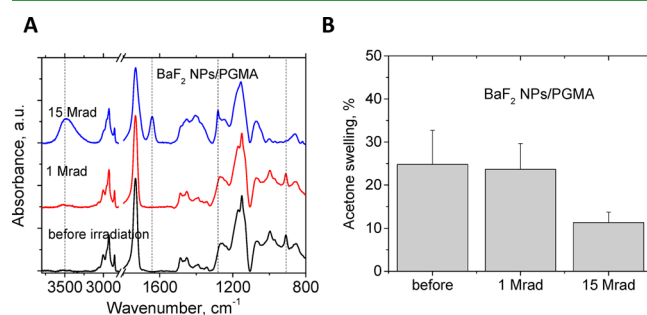 A
BaF2 NPs/PGMA
15 Mrad
1 Mrad
before irradiation
Absorbance, a.u.
3500 3000 1600 1200 800
Wavenumber, cm-1
B
50
40
30
20
10
0
Acetone swelling, %
BaF2 NPs/PGMA
before 1 Mrad 15 Mrad